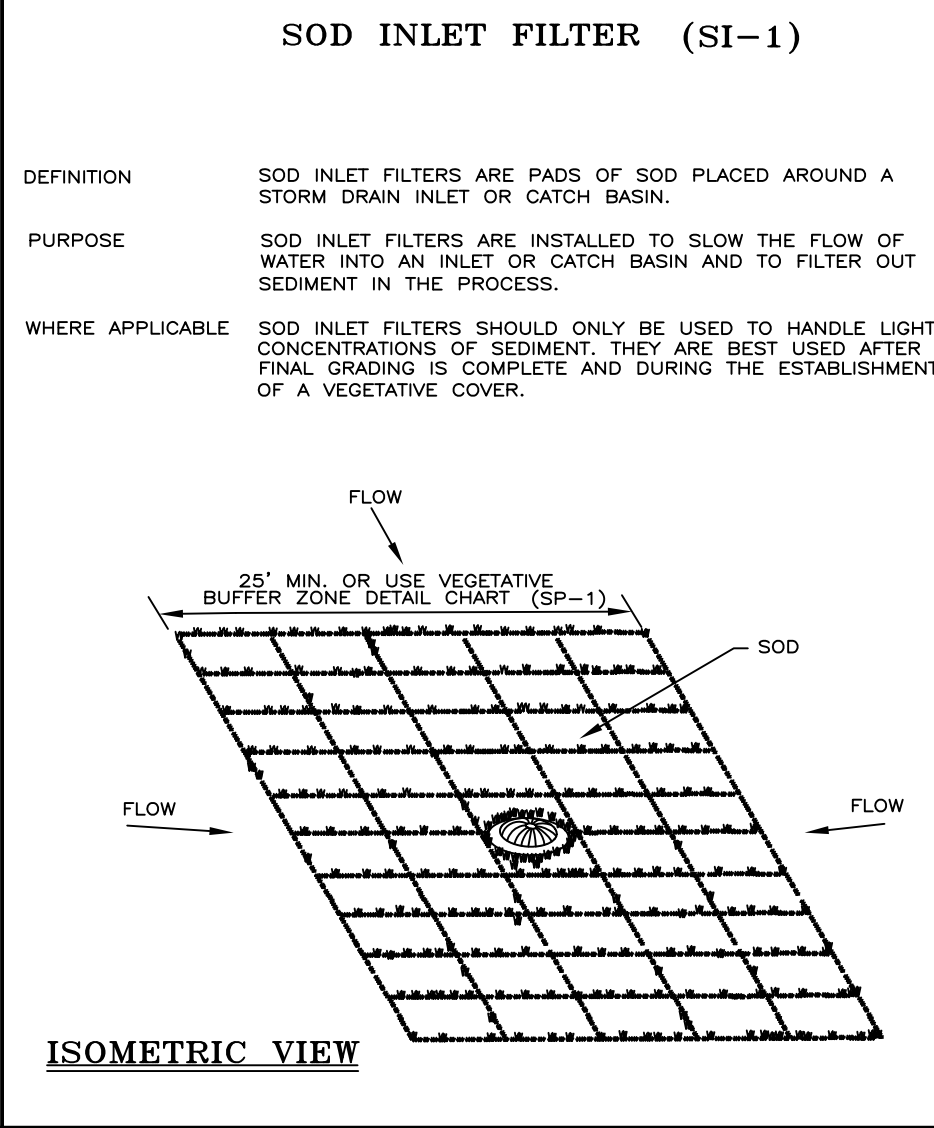 SOD INLET FILTER (SI-1)
DEFINITION
SOD INLET FILTERS ARE PADS OF SOD PLACED AROUND A
STORM DRAIN INLET OR CATCH BASIN.
PURPOSE
SOD INLET FILTERS ARE INSTALLED TO SLOW THE FLOW OF
WATER INTO AN INLET OR CATCH BASIN AND TO FILTER OUT
SEDIMENT IN THE PROCESS.
WHERE APPLICABLE
SOD INLET FILTERS SHOULD ONLY BE USED TO HANDLE LIGHT
CONCENTRATIONS OF SEDIMENT. THEY ARE BEST USED AFTER
FINAL GRADING IS COMPLETE AND DURING THE ESTABLISHMENT
OF A VEGETATIVE COVER.
FLOW
25' MIN. OR USE VEGETATIVE
BUFFER ZONE DETAIL CHART (SP-1)
SOD
FLOW
FLOW
ISOMETRIC VIEW